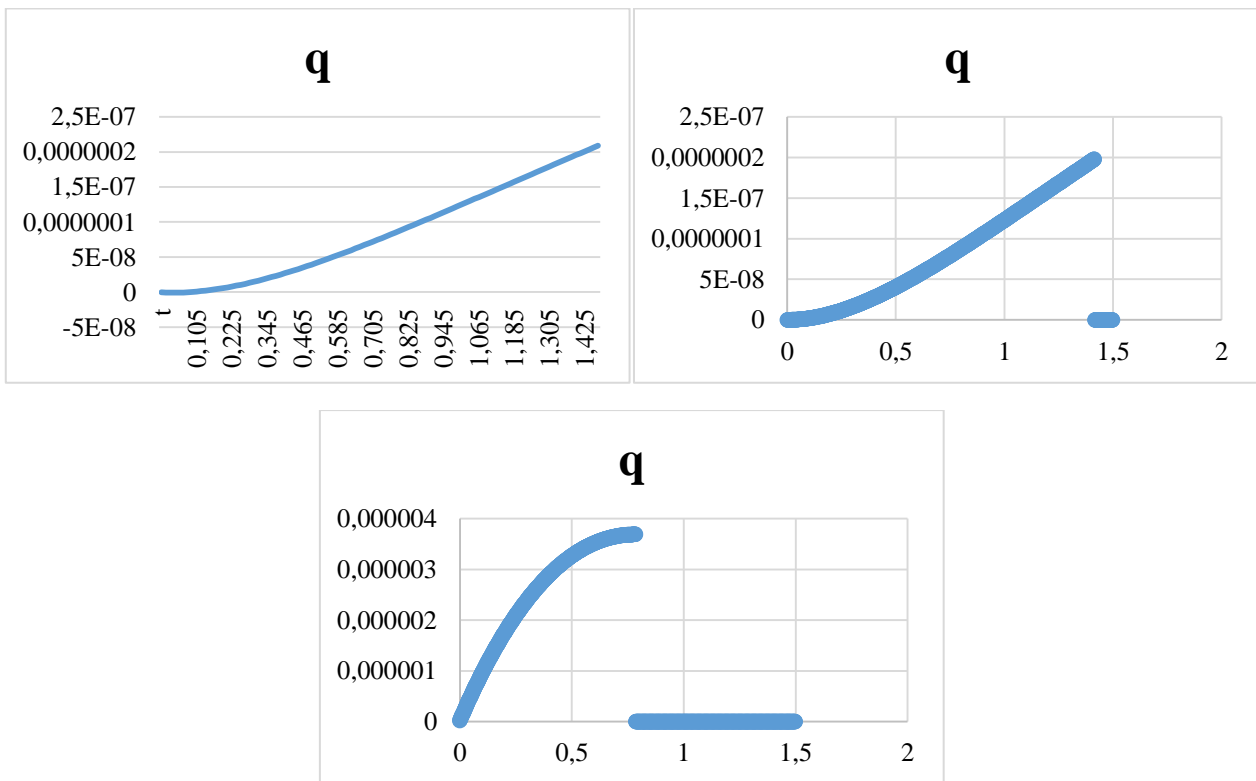 q
2,5E-07
0,0000002
1,5E-07
0,0000001
5E-08
0
-5E-08
t
0,105
0,225
0,345
0,465
0,585
0,705
0,825
0,945
1,065
1,185
1,305
1,425
q
2,5E-07
0,0000002
1,5E-07
0,0000001
5E-08
0
0 0,5 1 1,5 2
q
0,000004
0,000003
0,000002
0,000001
0
0 0,5 1 1,5 2